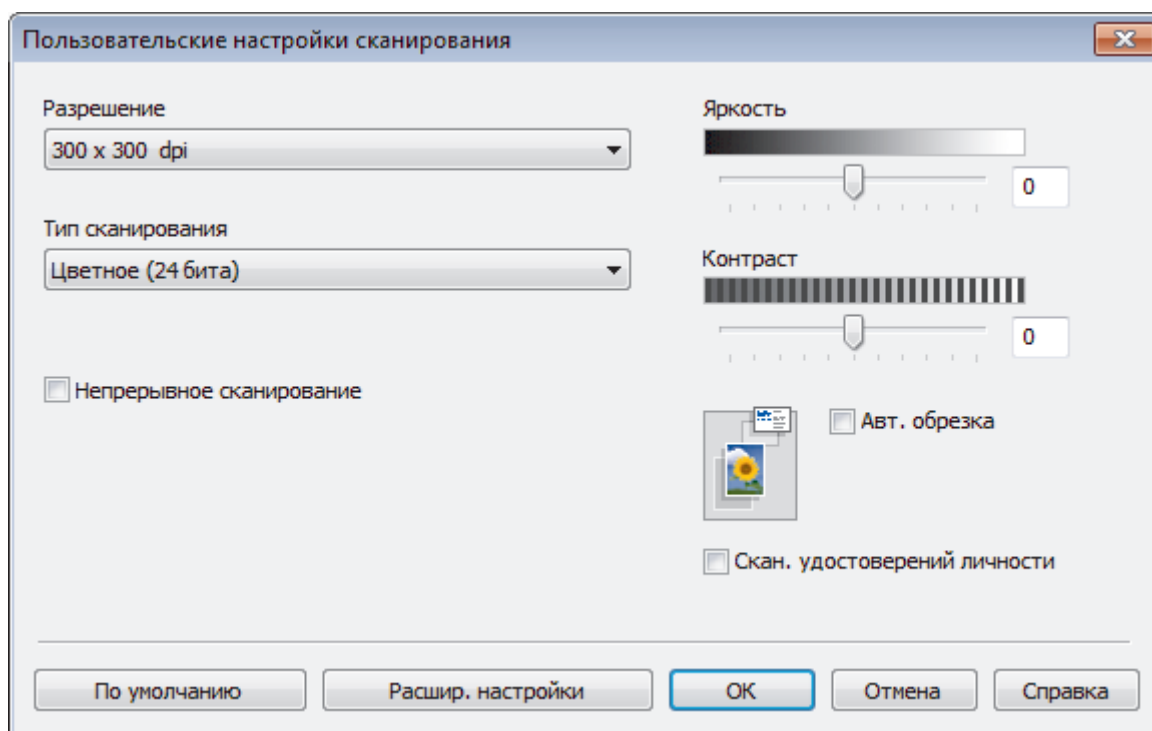 Пользовательские настройки сканирования
Разрешение
300 x 300 dpi
Тип сканирования
Цветное (24 бита)
Непрерывное сканирование
Яркость
0
Контраст
0
Авт. обрезка
Скан. удостоверений личности
По умолчанию
Расшир. настройки
ОК
Отмена
Справка